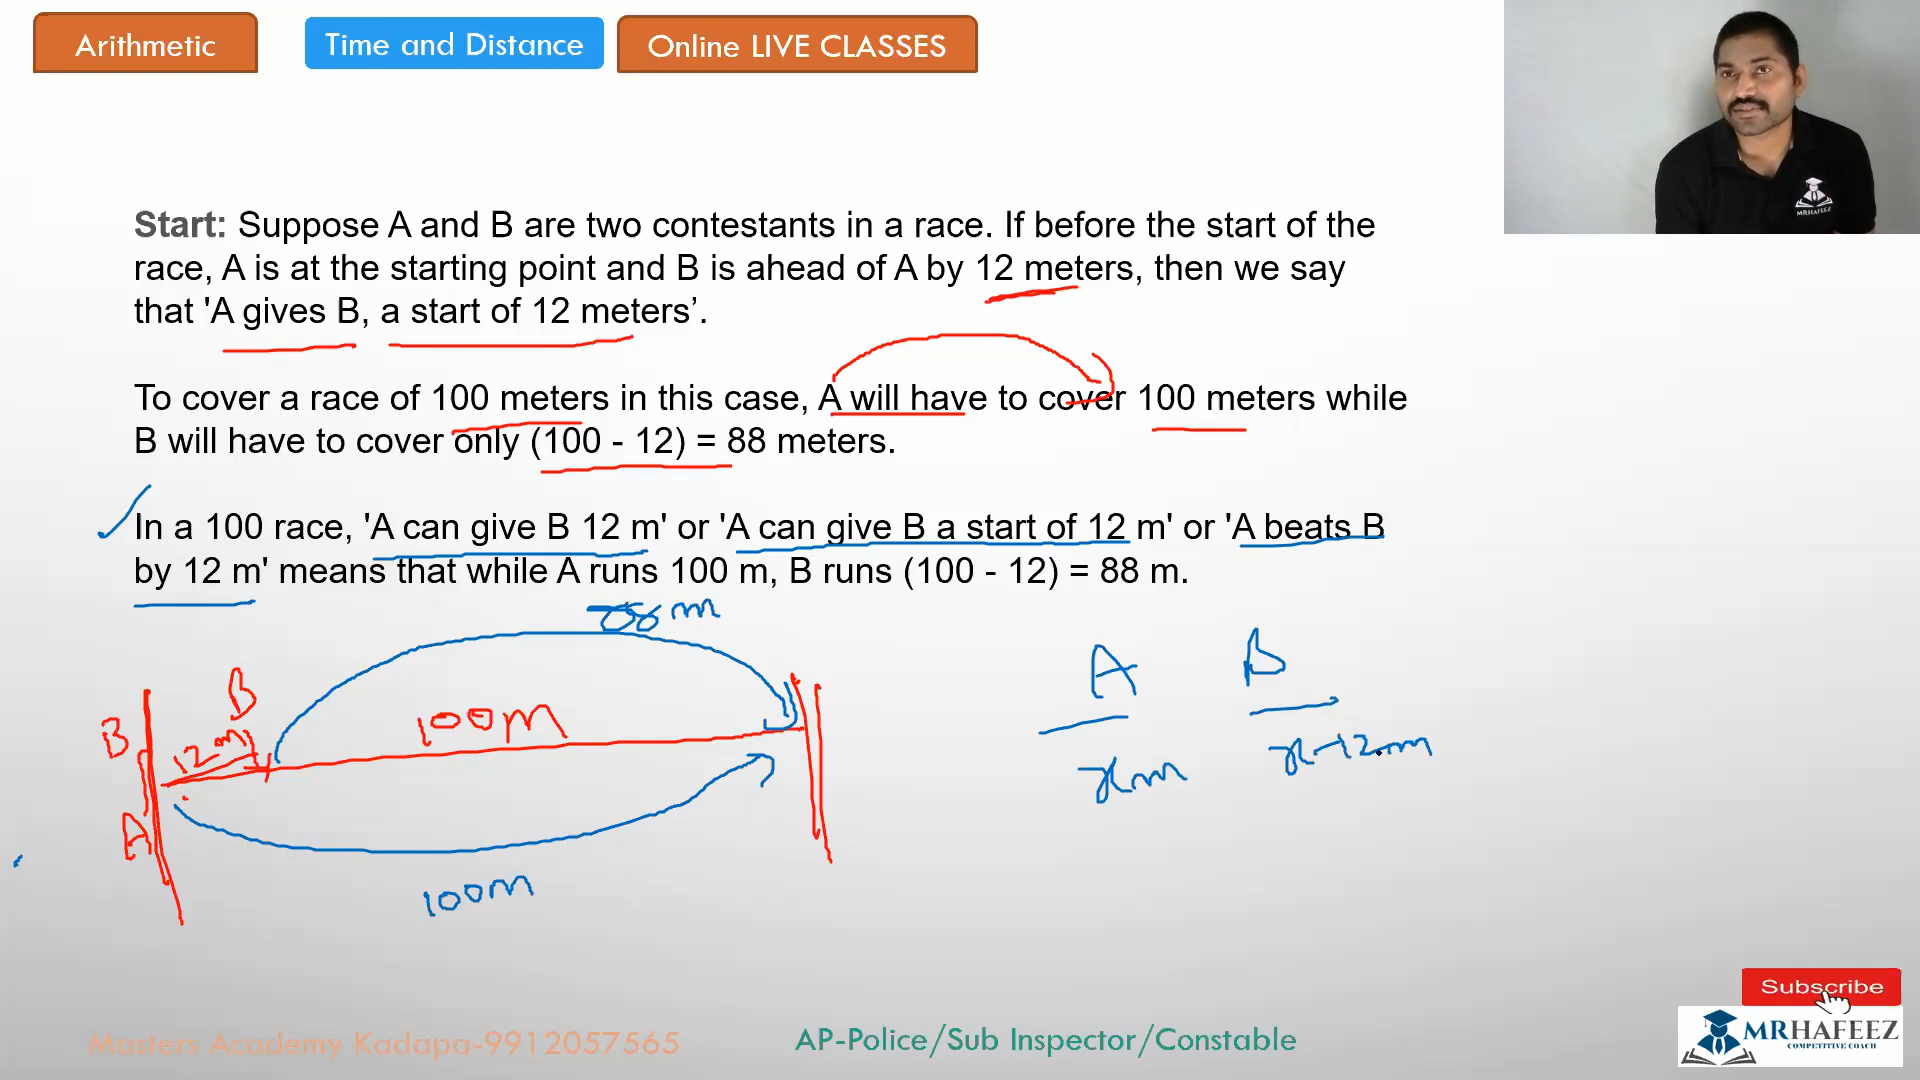 Arithmetic
Time and Distance
Online LIVE CLASSES
MRHAFEEZ
Start: Suppose A and B are two contestants in a race. If before the start of the
race, A is at the starting point and B is ahead of A by 12 meters, then we say
that 'A gives B, a start of 12 meters’.
To cover a race of 100 meters in this case, A will have to cover 100 meters while
B will have to cover only (100 - 12) = 88 meters.
In a 100 race, 'A can give B 12 m' or 'A can give B a start of 12 m' or 'A beats B
by 12 m' means that while A runs 100 m, B runs (100 - 12) = 88 m.
88 m
A B
B
B
12 m
100m
x m
x-12 m
A
100m
Subscribe
MRHAFEEZ
COMPETITIVE COACH
Masters Academy Kadapa-9912057565
AP-Police/Sub Inspector/Constable